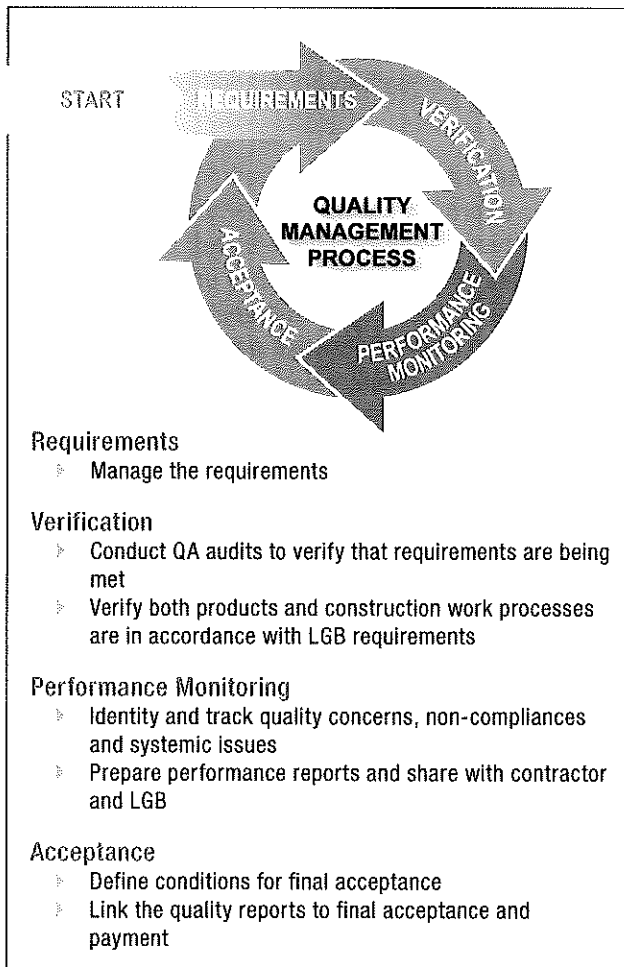 START
REQUIREMENTS
VERIFICATION
QUALITY
MANAGEMENT
PROCESS
ACCEPTANCE
PERFORMANCE
MONITORING
Requirements
Manage the requirements
Verification
Conduct QA audits to verify that requirements are being
met
Verify both products and construction work processes
are in accordance with LGB requirements
Performance Monitoring
Identity and track quality concerns, non-compliances
and systemic issues
Prepare performance reports and share with contractor
and LGB
Acceptance
Define conditions for final acceptance
Link the quality reports to final acceptance and
payment